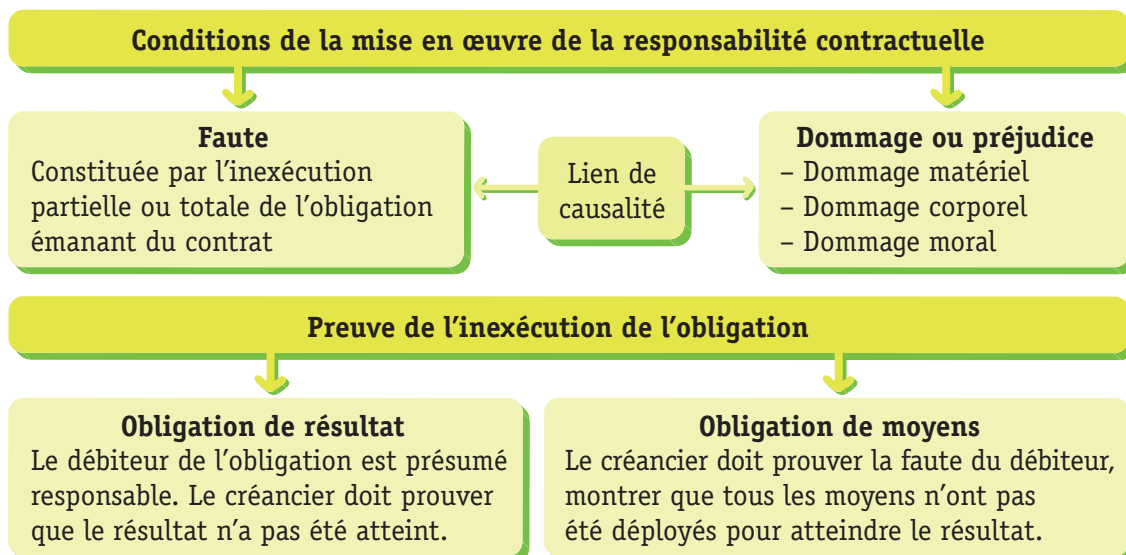 Conditions de la mise en œuvre de la responsabilité contractuelle
Faute
Constituée par l'inexécution
partielle ou totale de l'obligation
émanant du contrat
Lien de
causalité
Dommage ou préjudice
– Dommage matériel
– Dommage corporel
– Dommage moral
Preuve de l'inexécution de l'obligation
Obligation de résultat
Le débiteur de l'obligation est présumé
responsable. Le créancier doit prouver
que le résultat n'a pas été atteint.
Obligation de moyens
Le créancier doit prouver la faute du débiteur,
montrer que tous les moyens n'ont pas
été déployés pour atteindre le résultat.